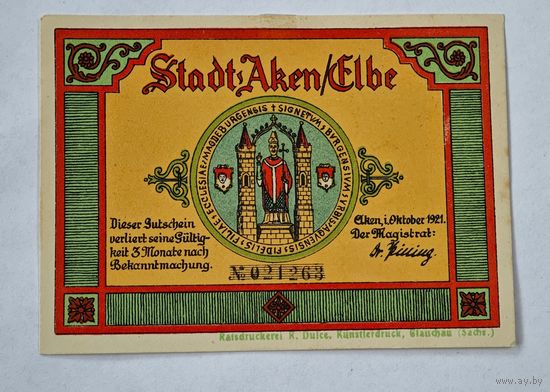 Stadt Aken/Elbe
ECCLESIAE MAGDEBURGENSIS † SIGNETUM BURGENSIUM URBIS AQUENSIS FIDELIS FILIAE
Dieser Gutschein
verliert seine Gültig-
keit 3 Monate nach
Bekanntmachung.
Aken, i. Oktober 1921.
Der Magistrat:
№ 021263
Ratsdruckerei R. Dulce, Künstlerdruck, Glauchau (Sachs.)
www.ay.by